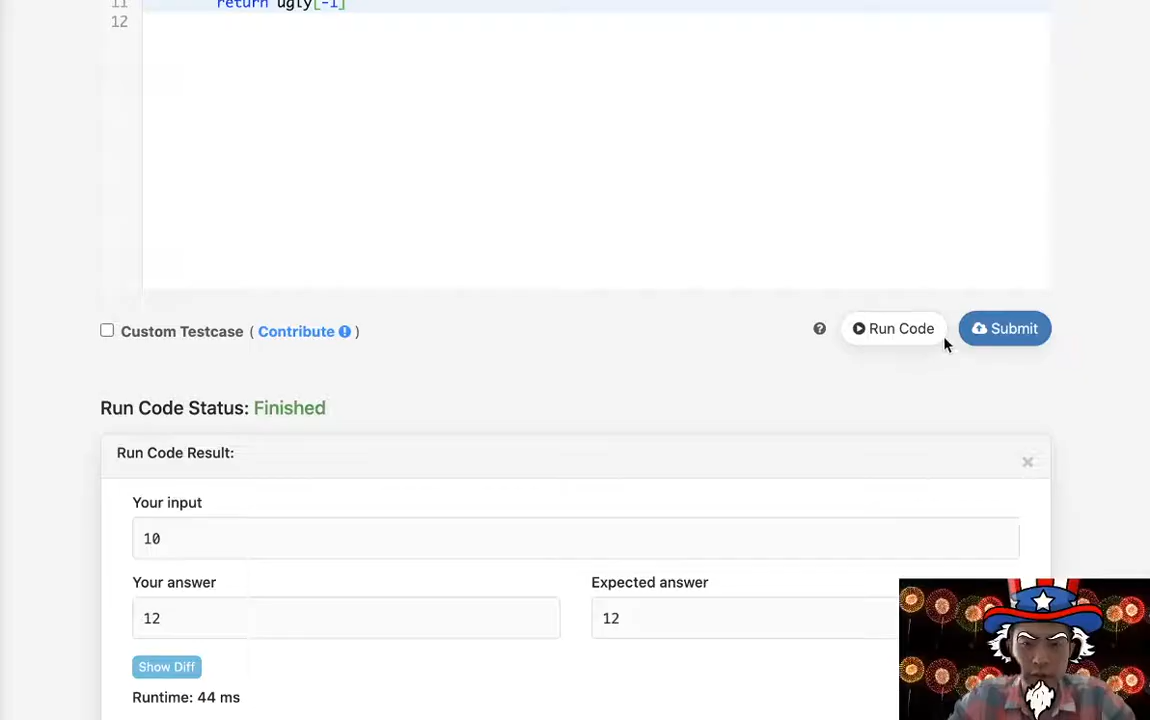 11 return ugly[-1]
12
Custom Testcase ( Contribute )
Run Code
Submit
Run Code Status: Finished
Run Code Result:
×
Your input
10
Your answer
Expected answer
12
12
Show Diff
Runtime: 44 ms